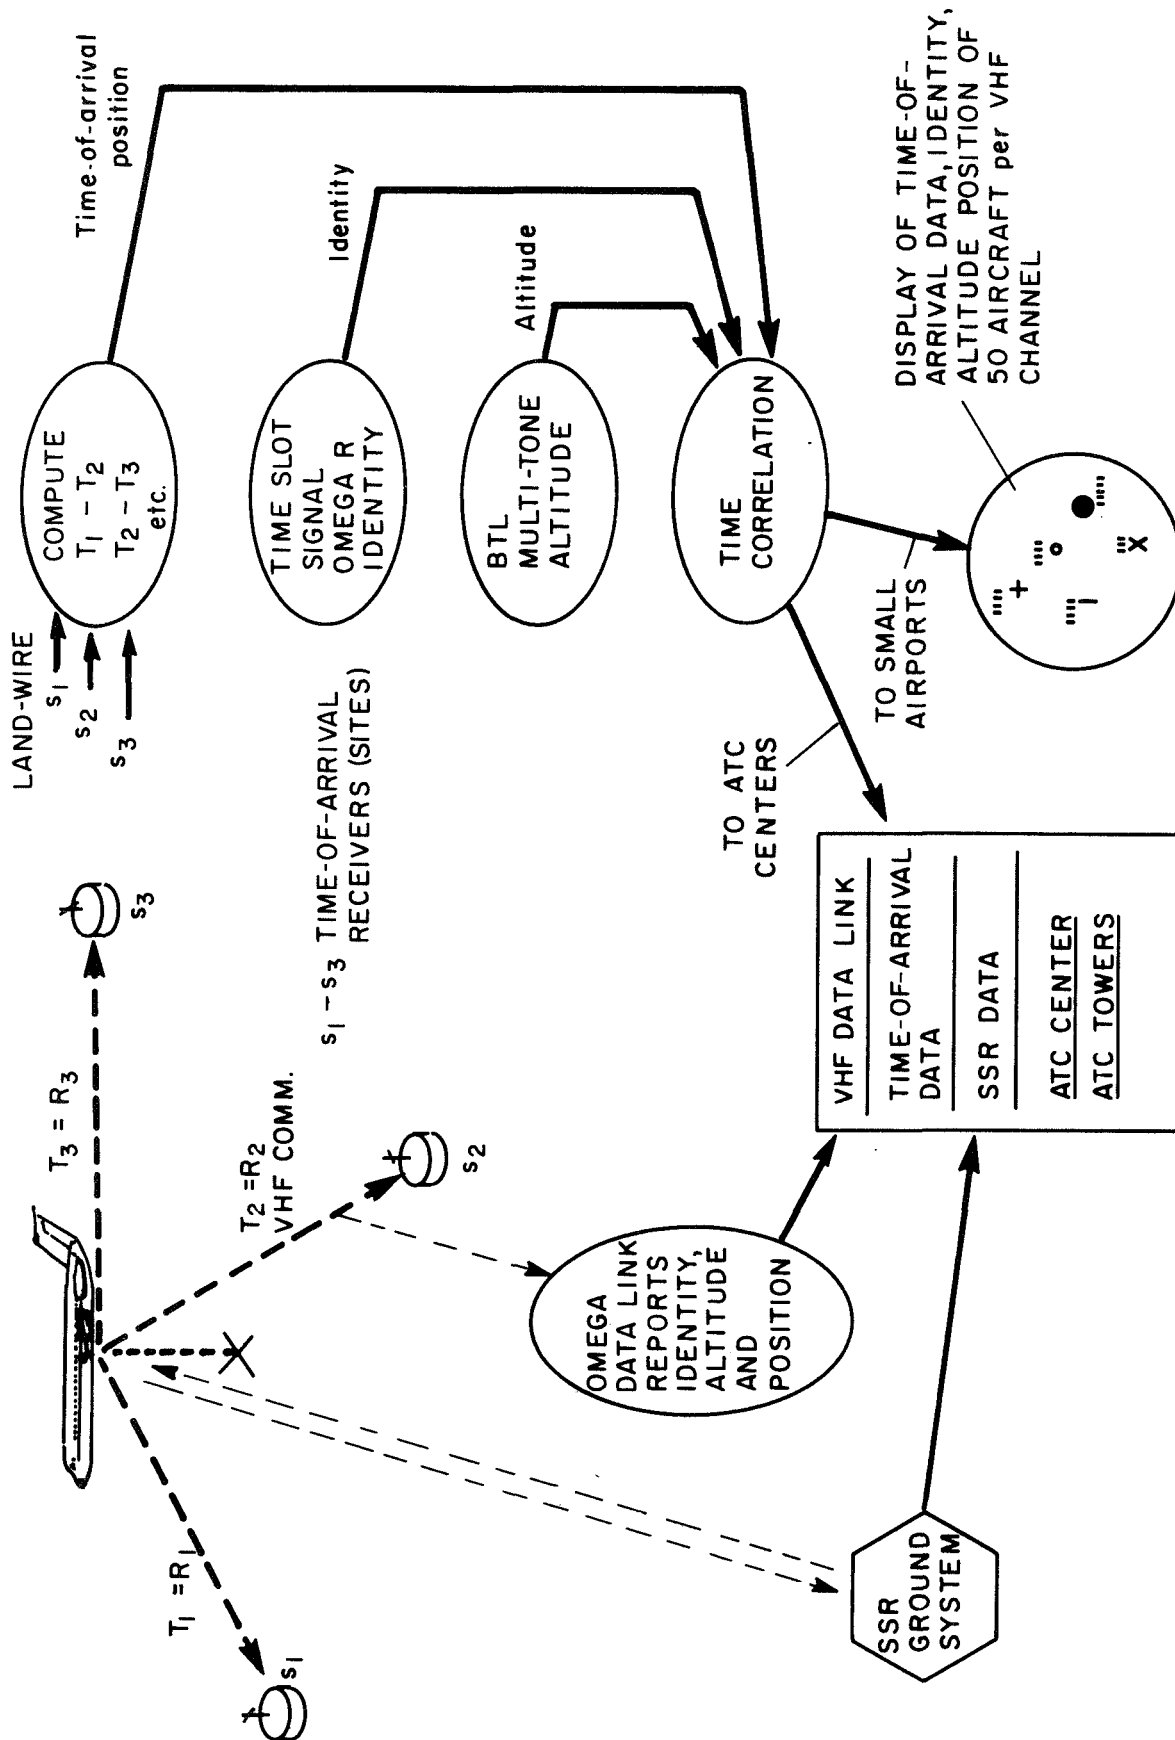 T1 = R1
T3 = R3
T2 = R2
VHF COMM.
s1
s2
s3
LAND-WIRE
s1
s2
s3
s1 – s3 TIME-OF-ARRIVAL
RECEIVERS (SITES)
COMPUTE
T1 – T2
T2 – T3
etc.
Time-of-arrival
position
TIME SLOT
SIGNAL
OMEGA R
IDENTITY
Identity
BTL
MULTI-TONE
ALTITUDE
Altitude
TIME
CORRELATION
TO ATC
CENTERS
TO SMALL
AIRPORTS
DISPLAY OF TIME-OF-
ARRIVAL DATA, IDENTITY,
ALTITUDE POSITION OF
50 AIRCRAFT per VHF
CHANNEL
OMEGA
DATA LINK
REPORTS
IDENTITY,
ALTITUDE
AND
POSITION
SSR
GROUND
SYSTEM
VHF DATA LINK
TIME-OF-ARRIVAL
DATA
SSR DATA
ATC CENTER
ATC TOWERS